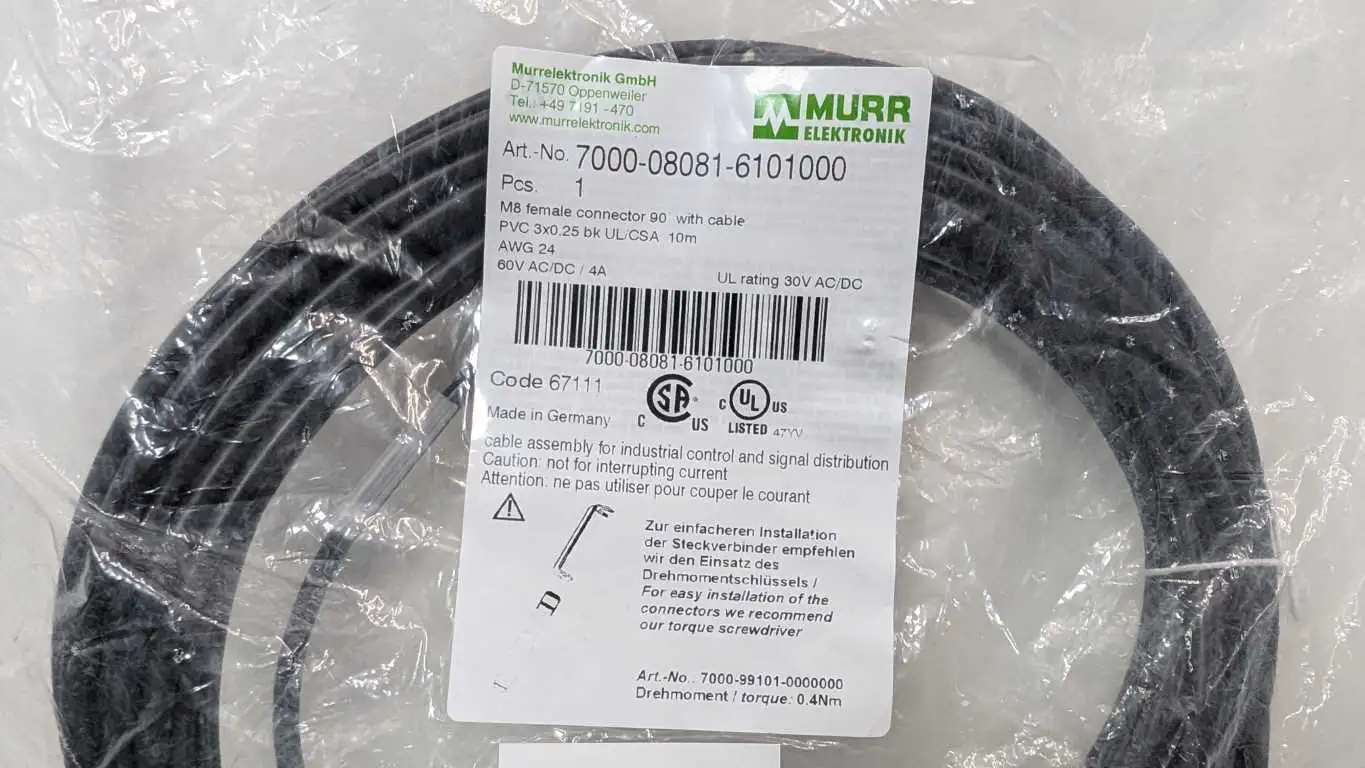 Murrelektronik GmbH
D-71570 Oppenweiler
Tel.: +49 7191 -470
www.murrelektronik.com
MURR
ELEKTRONIK
Art.-No. 7000-08081-6101000
Pcs. 1
M8 female connector 90° with cable
PVC 3x0.25 bk UL/CSA 10m
AWG 24
60V AC/DC / 4A
UL rating 30V AC/DC
7000-08081-6101000
Code 67111
Made in Germany
C SA US
C UL US
LISTED 47YV
cable assembly for industrial control and signal distribution
Caution: not for interrupting current
Attention: ne pas utiliser pour couper le courant
Zur einfacheren Installation
der Steckverbinder empfehlen
wir den Einsatz des
Drehmomentschlüssels /
For easy installation of the
connectors we recommend
our torque screwdriver
Art.-No.: 7000-99101-0000000
Drehmoment / torque: 0.4Nm